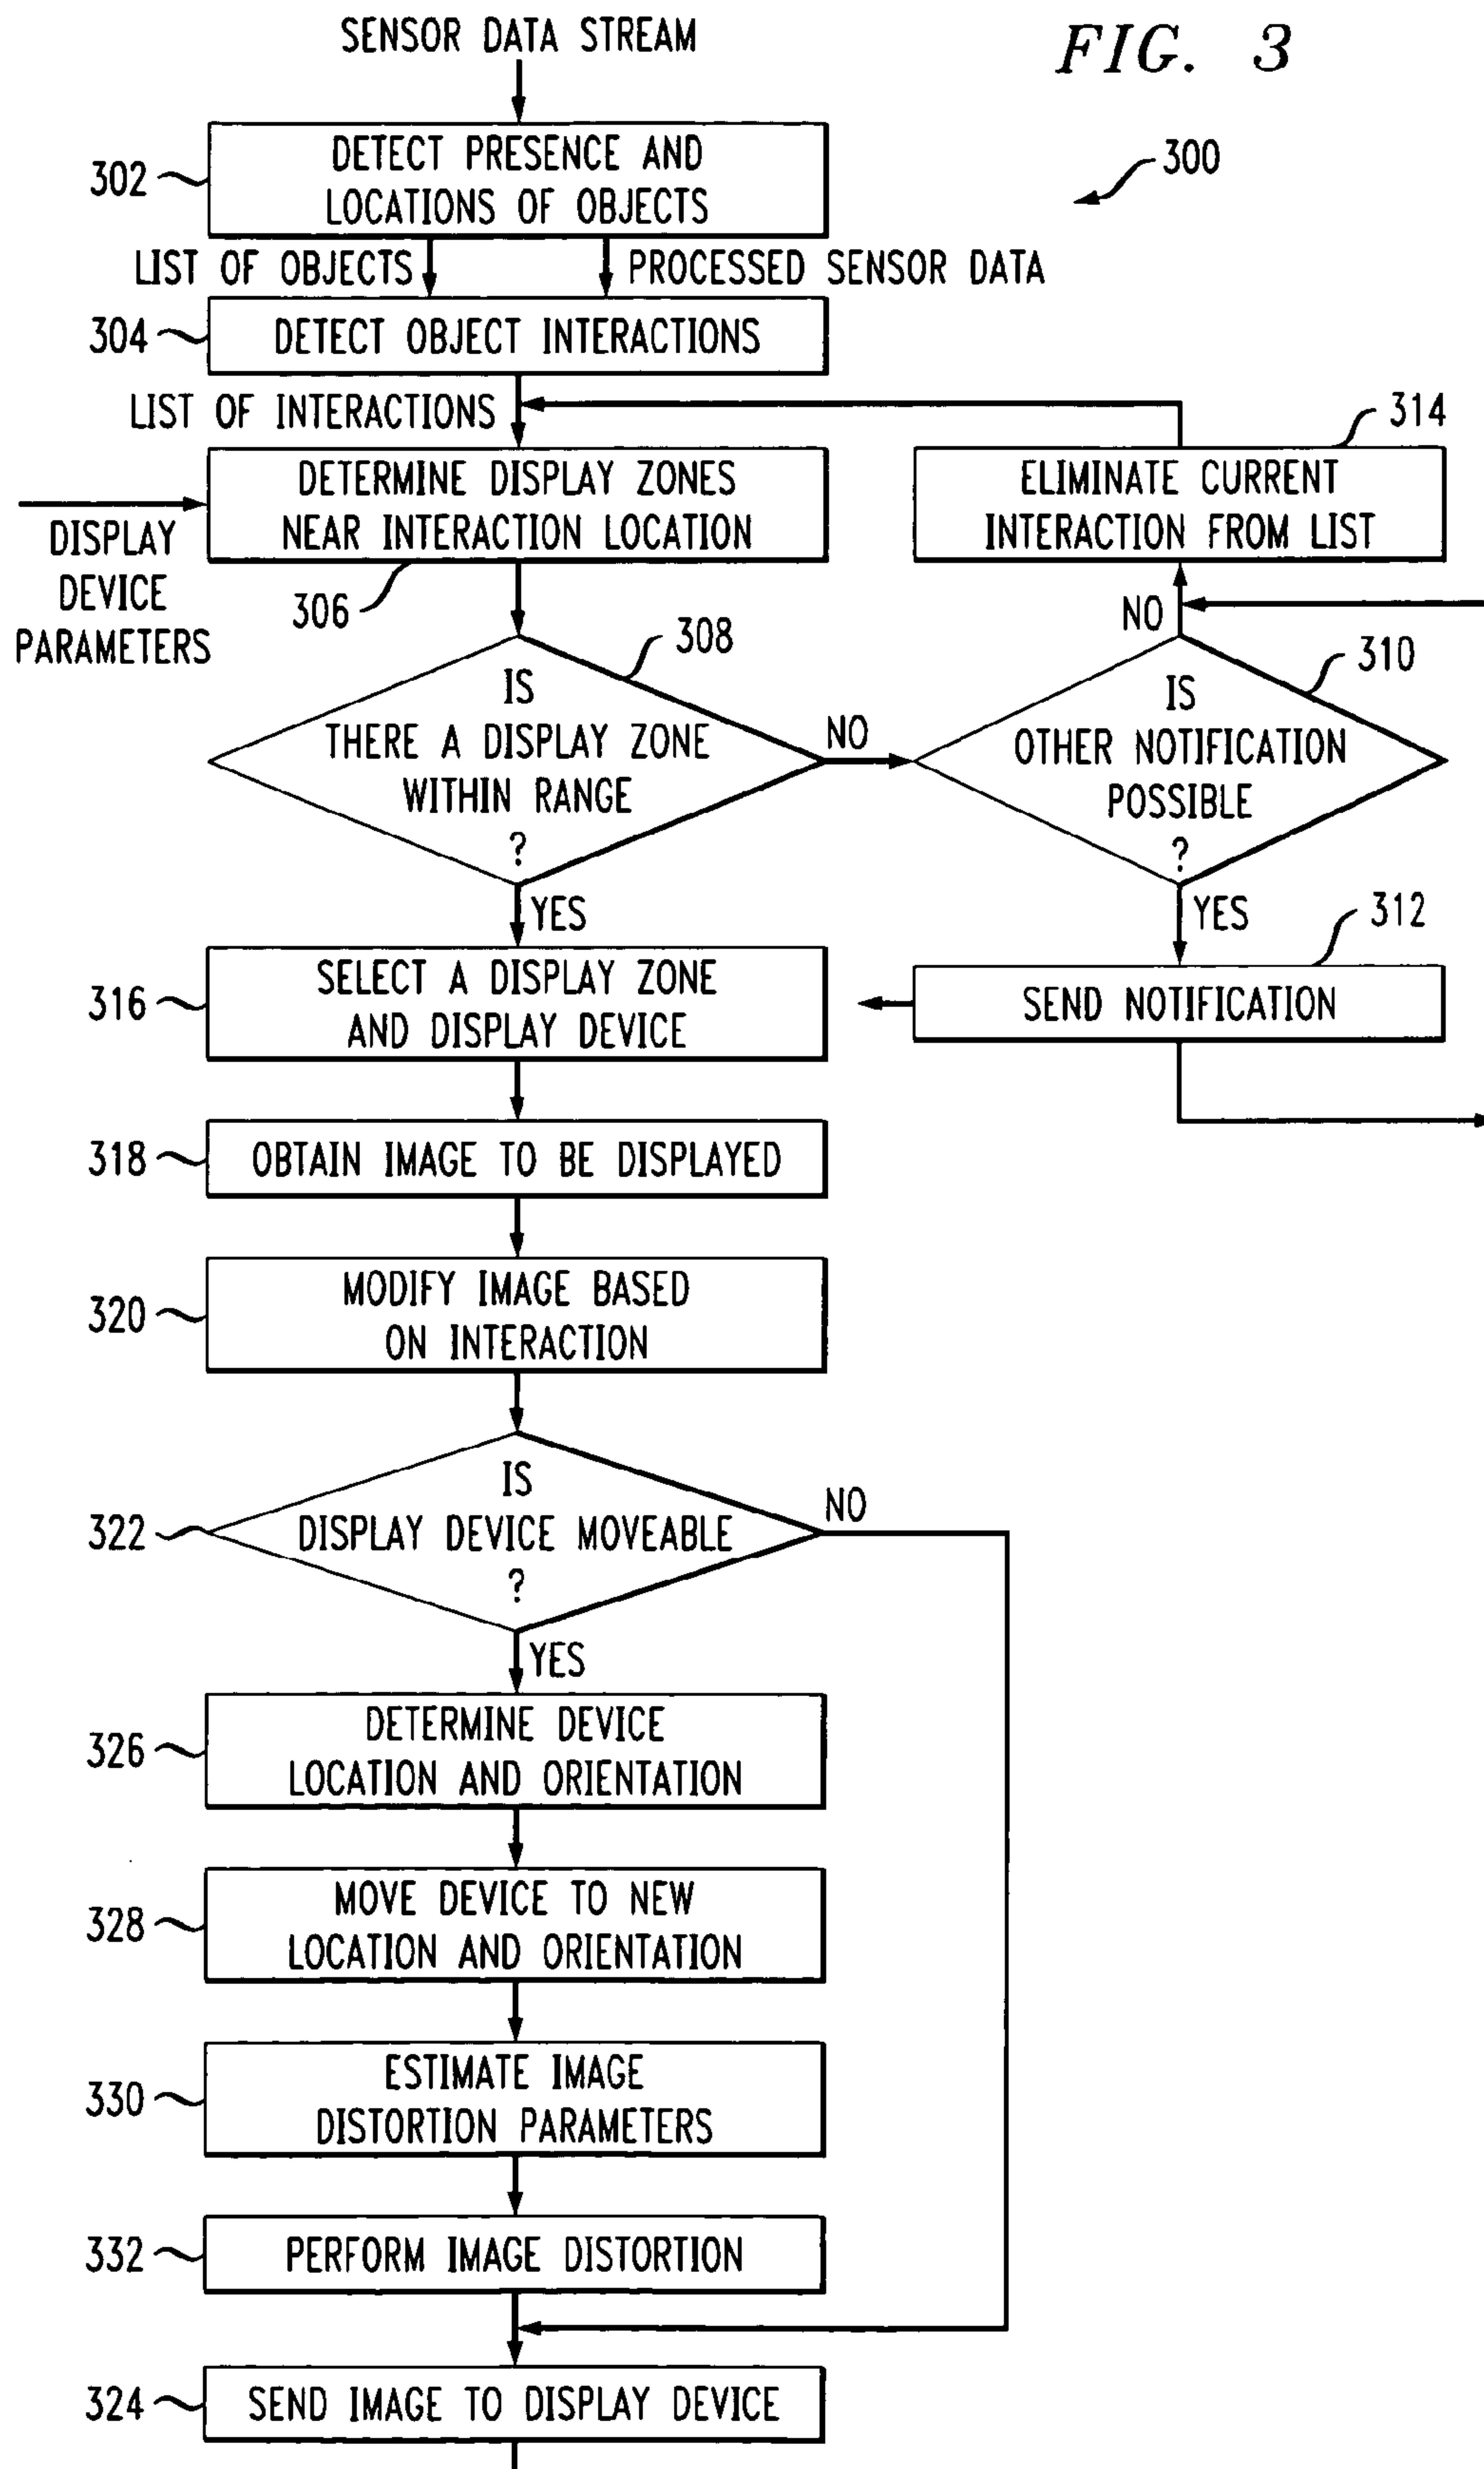 SENSOR DATA STREAM
FIG. 3
300
302
DETECT PRESENCE AND
LOCATIONS OF OBJECTS
LIST OF OBJECTS
PROCESSED SENSOR DATA
304
DETECT OBJECT INTERACTIONS
LIST OF INTERACTIONS
314
DETERMINE DISPLAY ZONES
NEAR INTERACTION LOCATION
ELIMINATE CURRENT
INTERACTION FROM LIST
DISPLAY
DEVICE
PARAMETERS
306
308
IS
THERE A DISPLAY ZONE
WITHIN RANGE
?
NO
NO
310
IS
OTHER NOTIFICATION
POSSIBLE
?
YES
YES
312
316
SELECT A DISPLAY ZONE
AND DISPLAY DEVICE
SEND NOTIFICATION
318
OBTAIN IMAGE TO BE DISPLAYED
320
MODIFY IMAGE BASED
ON INTERACTION
322
IS
DISPLAY DEVICE MOVEABLE
?
NO
YES
326
DETERMINE DEVICE
LOCATION AND ORIENTATION
328
MOVE DEVICE TO NEW
LOCATION AND ORIENTATION
330
ESTIMATE IMAGE
DISTORTION PARAMETERS
332
PERFORM IMAGE DISTORTION
324
SEND IMAGE TO DISPLAY DEVICE